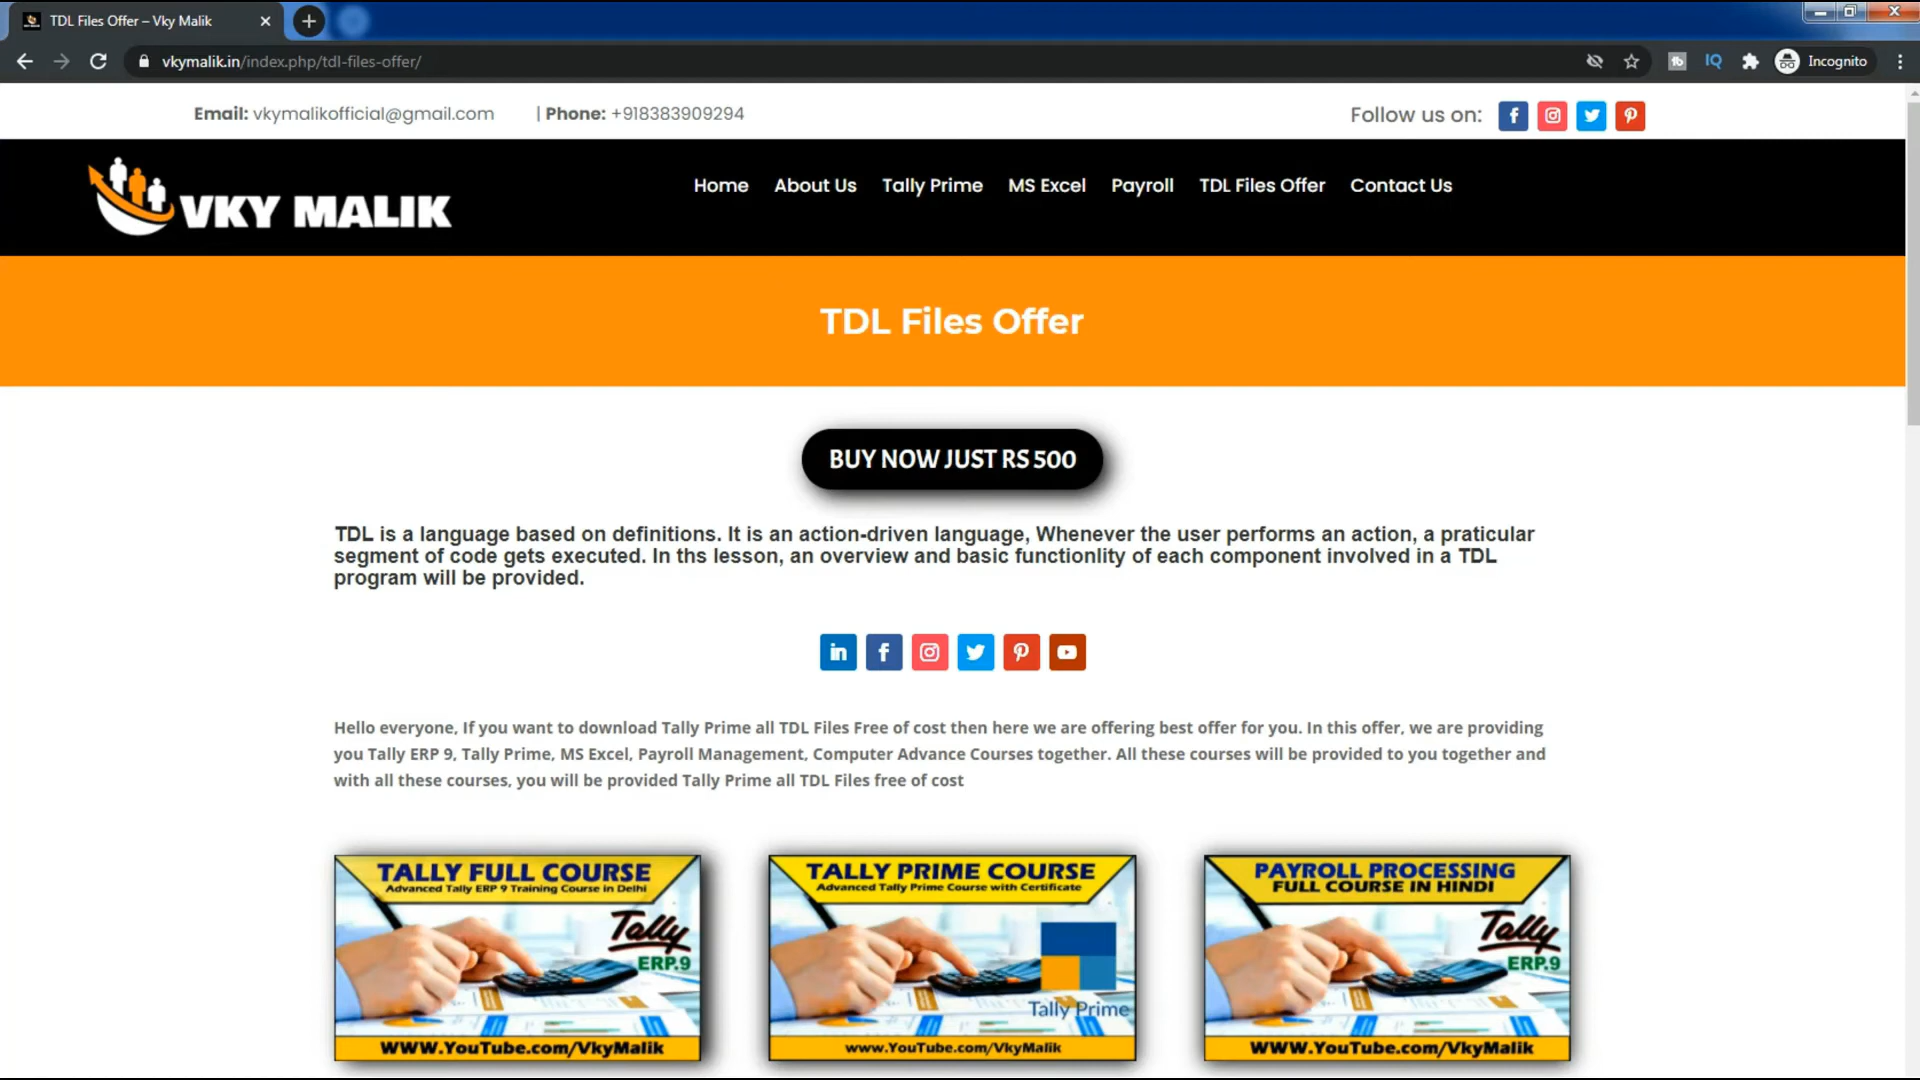 TDL Files Offer – Vky Malik
vkymalik.in/index.php/tdl-files-offer/
Incognito
Email: vkymalikofficial@gmail.com | Phone: +918383909294
Follow us on:
VKY MALIK
Home About Us Tally Prime MS Excel Payroll TDL Files Offer Contact Us
TDL Files Offer
BUY NOW JUST RS 500
TDL is a language based on definitions. It is an action-driven language, Whenever the user performs an action, a praticular
segment of code gets executed. In ths lesson, an overview and basic functionlity of each component involved in a TDL
program will be provided.
Hello everyone, If you want to download Tally Prime all TDL Files Free of cost then here we are offering best offer for you. In this offer, we are providing
you Tally ERP 9, Tally Prime, MS Excel, Payroll Management, Computer Advance Courses together. All these courses will be provided to you together and
with all these courses, you will be provided Tally Prime all TDL Files free of cost
TALLY FULL COURSE
Advanced Tally ERP 9 Training Course in Delhi
Tally
ERP.9
WWW.YouTube.com/VkyMalik
TALLY PRIME COURSE
Advanced Tally Prime Course with Certificate
Tally Prime
www.YouTube.com/VkyMalik
PAYROLL PROCESSING
FULL COURSE IN HINDI
Tally
ERP.9
WWW.YouTube.com/VkyMalik